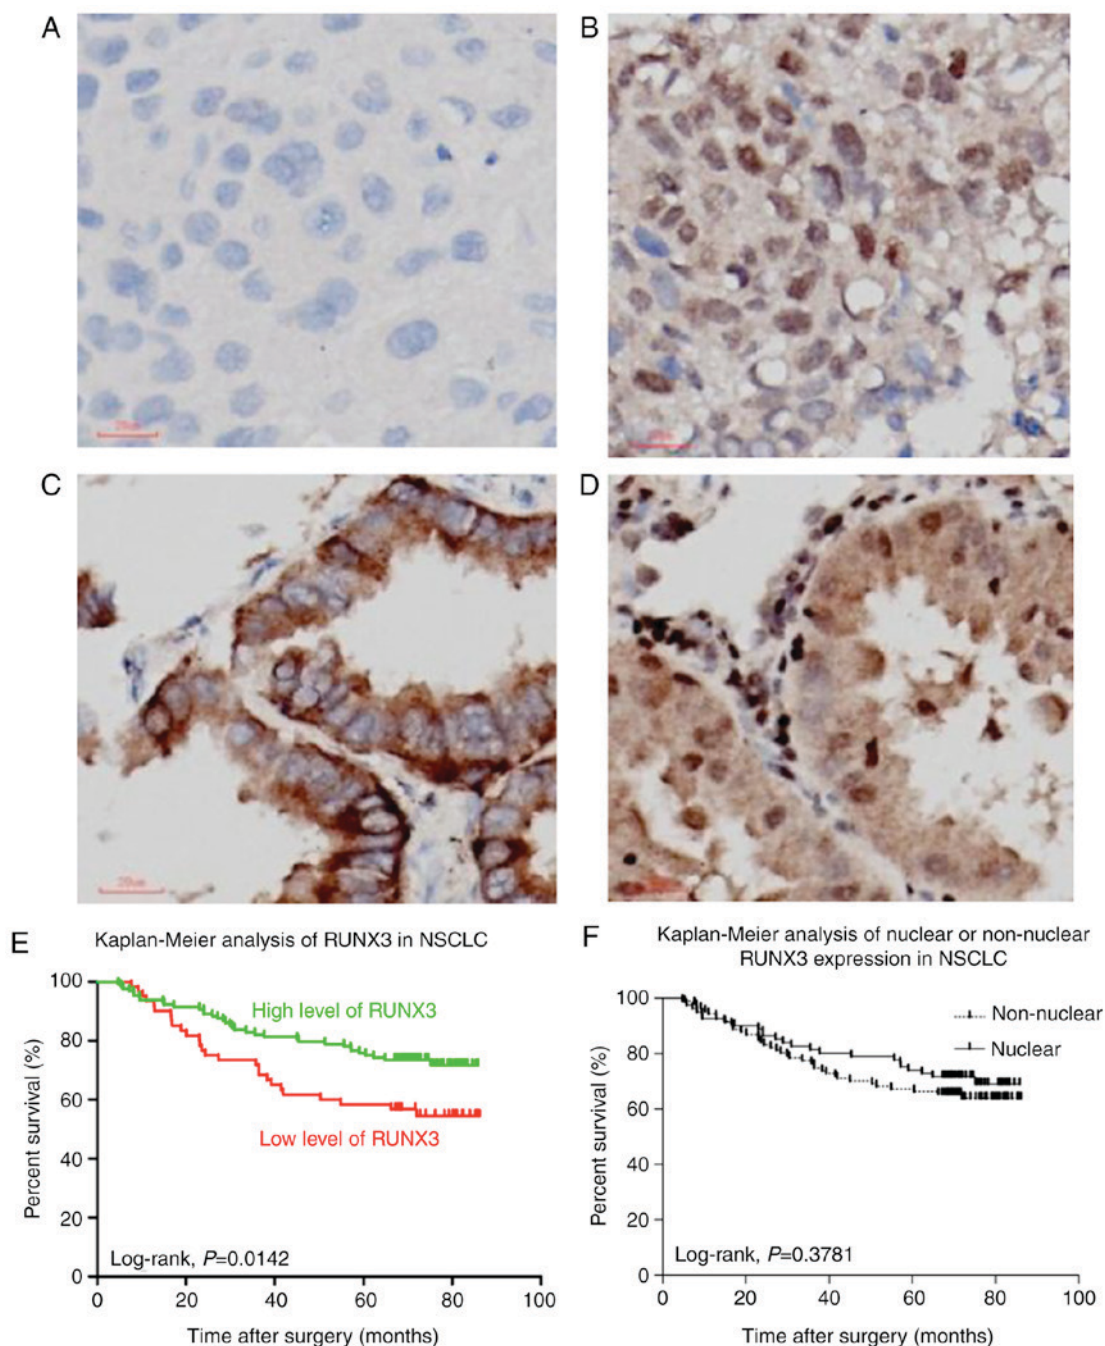 A
B
20um
C
D
20um
E
Kaplan-Meier analysis of RUNX3 in NSCLC
100
80
60
40
20
0
Percent survival (%)
High level of RUNX3
Low level of RUNX3
Log-rank, P=0.0142
0 20 40 60 80 100
Time after surgery (months)
F
Kaplan-Meier analysis of nuclear or non-nuclear
RUNX3 expression in NSCLC
100
80
60
40
20
0
Percent survival (%)
Non-nuclear
Nuclear
Log-rank, P=0.3781
0 20 40 60 80 100
Time after surgery (months)